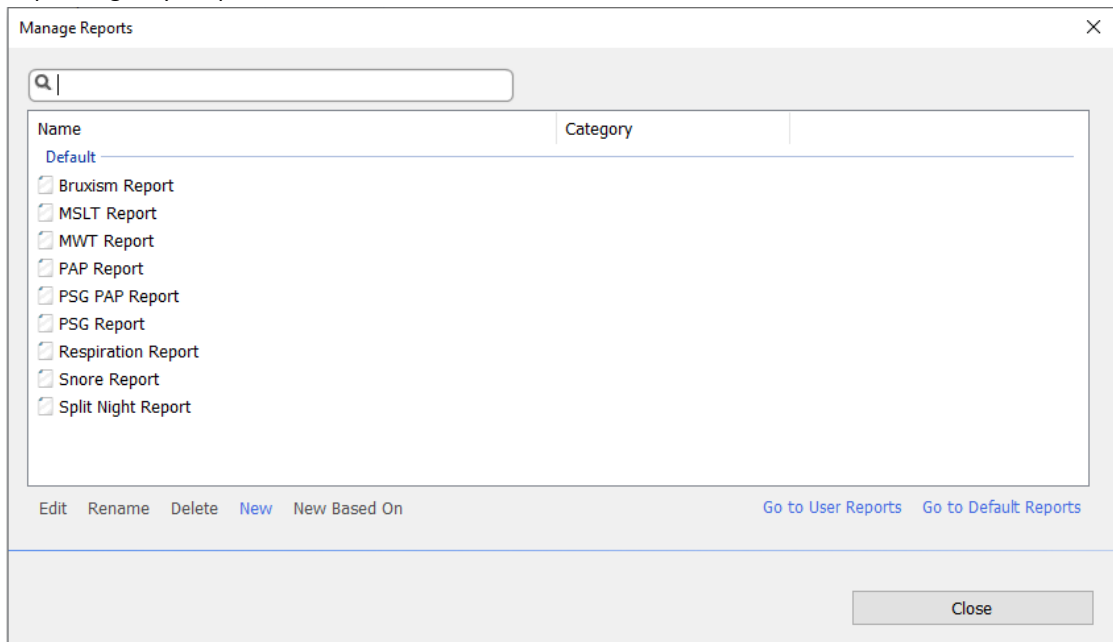 Manage Reports
Name Category
Default
Bruxism Report
MSLT Report
MWT Report
PAP Report
PSG PAP Report
PSG Report
Respiration Report
Snore Report
Split Night Report
Edit Rename Delete New New Based On Go to User Reports Go to Default Reports
Close